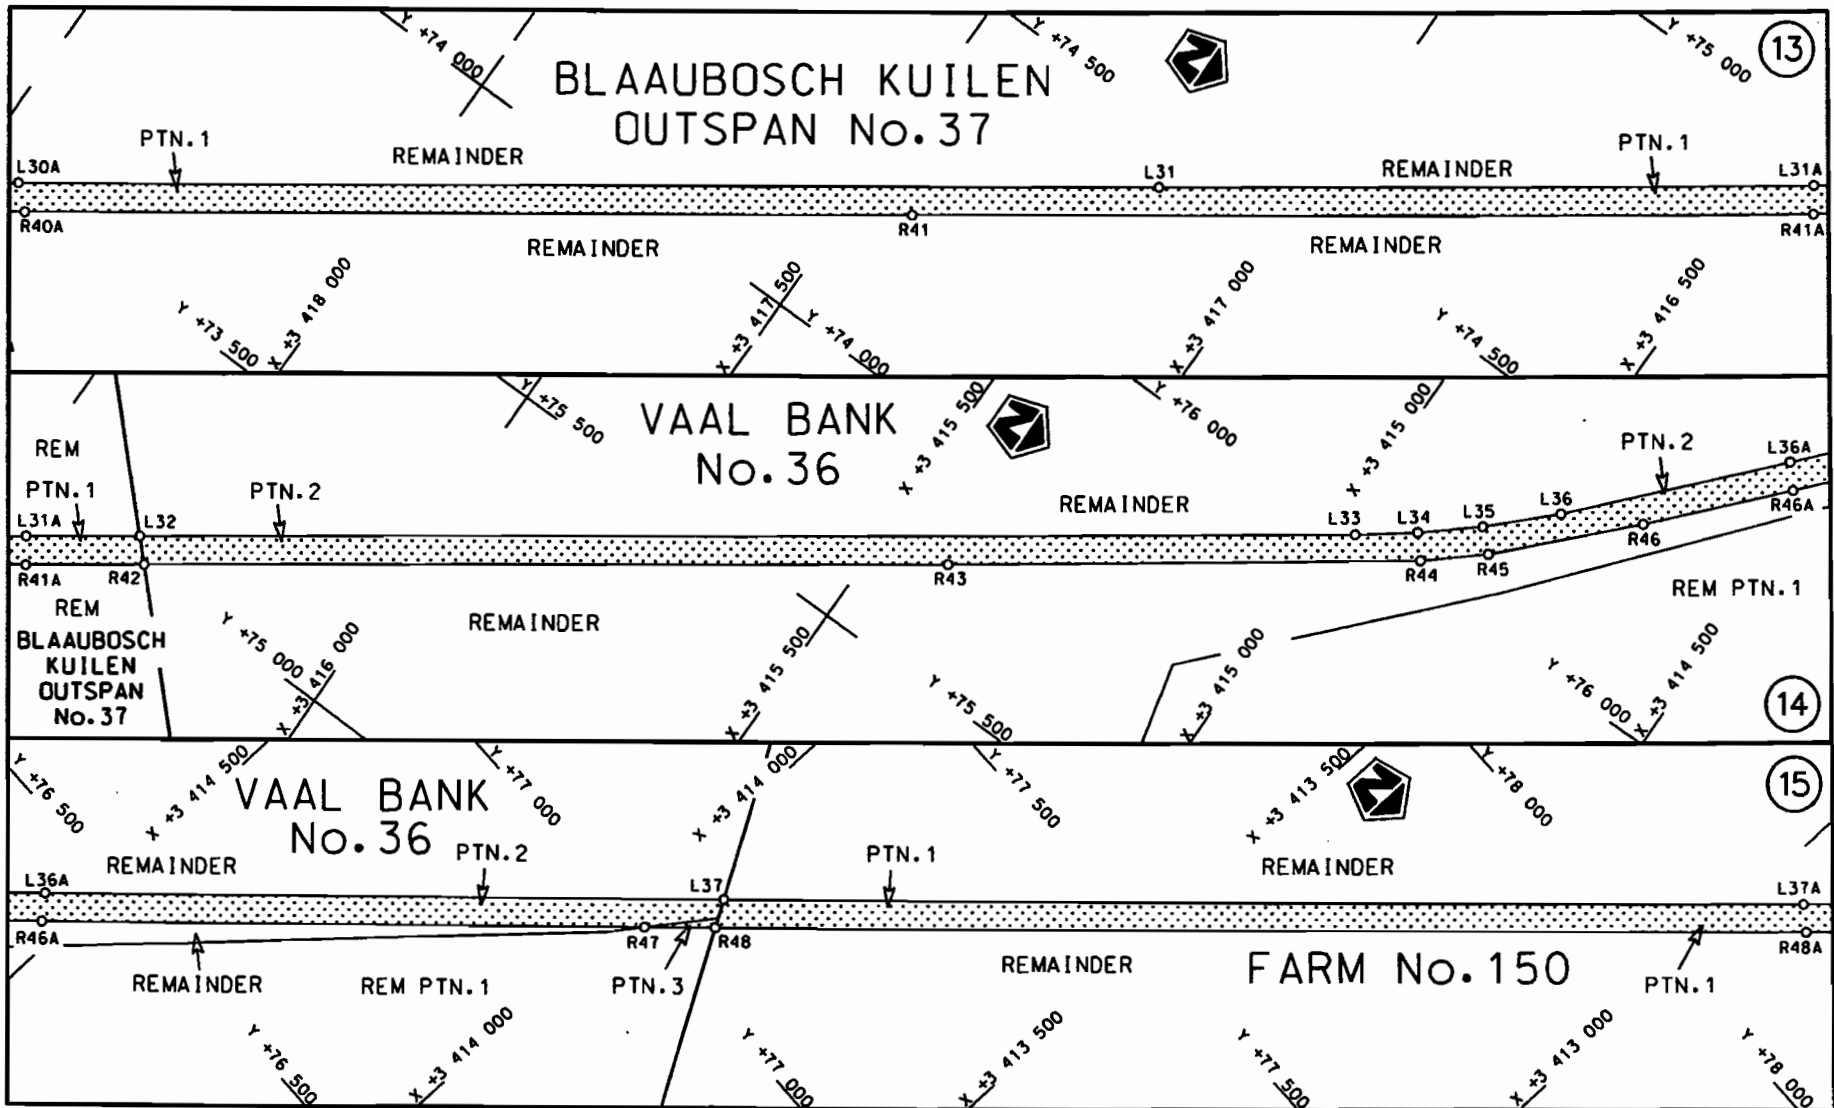 Y +74 000
Y +74 500
Y +75 000
13
BLAAUBOSCH KUILEN
OUTSPAN No.37
N
PTN.1
REMAINDER
REMAINDER
PTN.1
L30A
L31
L31A
R40A
R41
R41A
REMAINDER
REMAINDER
Y +73 500
X +3 418 000
X +3 417 500
Y +74 000
X +3 417 000
Y +74 500
X +3 416 500
Y +75 500
VAAL BANK
No.36
X +3 415 500
N
Y +76 000
X +3 415 000
REM
PTN.1
PTN.2
REMAINDER
PTN.2
L31A
L32
L33
L34
L35
L36
L36A
R41A
R42
R43
R44
R45
R46
R46A
REM
BLAAUBOSCH
KUILEN
OUTSPAN
No.37
REMAINDER
REM PTN.1
Y +75 000
X +3 416 000
X +3 415 500
Y +75 500
X +3 415 000
Y +76 000
X +3 414 500
14
Y +76 500
X +3 414 500
VAAL BANK
No.36
Y +77 000
X +3 414 000
Y +77 500
X +3 413 500
N
Y +78 000
15
REMAINDER
PTN.2
PTN.1
REMAINDER
L36A
L37
L37A
R46A
R47
R48
R48A
REMAINDER
REM PTN.1
PTN.3
REMAINDER
FARM No.150
PTN.1
Y +76 500
X +3 414 000
Y +77 000
X +3 413 500
Y +77 500
X +3 413 000
Y +78 000